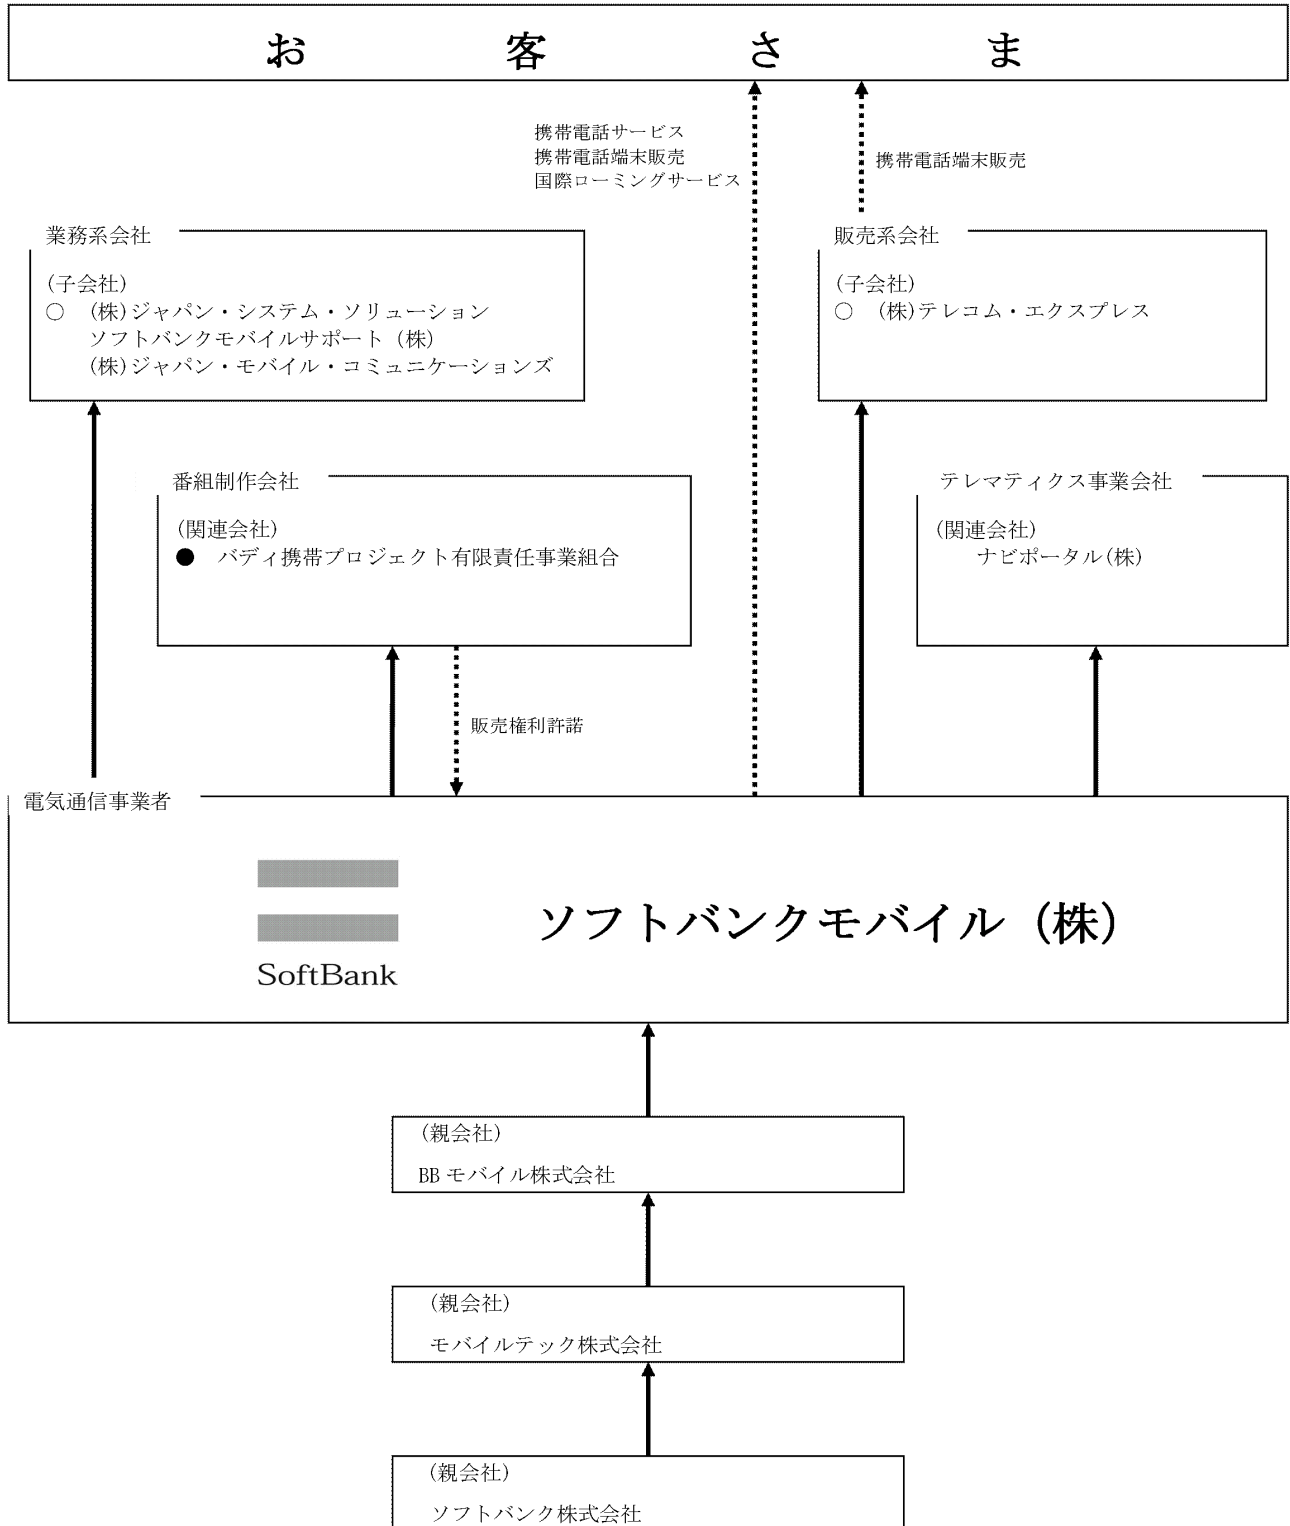 お客さま
携帯電話サービス
携帯電話端末販売
国際ローミングサービス
携帯電話端末販売
業務系会社
(子会社)
○ (株)ジャパン・システム・ソリューション
ソフトバンクモバイルサポート（株）
(株)ジャパン・モバイル・コミュニケーションズ
販売系会社
(子会社)
○ (株)テレコム・エクスプレス
番組制作会社
(関連会社)
● バディ携帯プロジェクト有限責任事業組合
テレマティクス事業会社
(関連会社)
ナビポータル(株)
販売権利許諾
電気通信事業者
SoftBank
ソフトバンクモバイル（株）
(親会社)
BBモバイル株式会社
(親会社)
モバイルテック株式会社
(親会社)
ソフトバンク株式会社